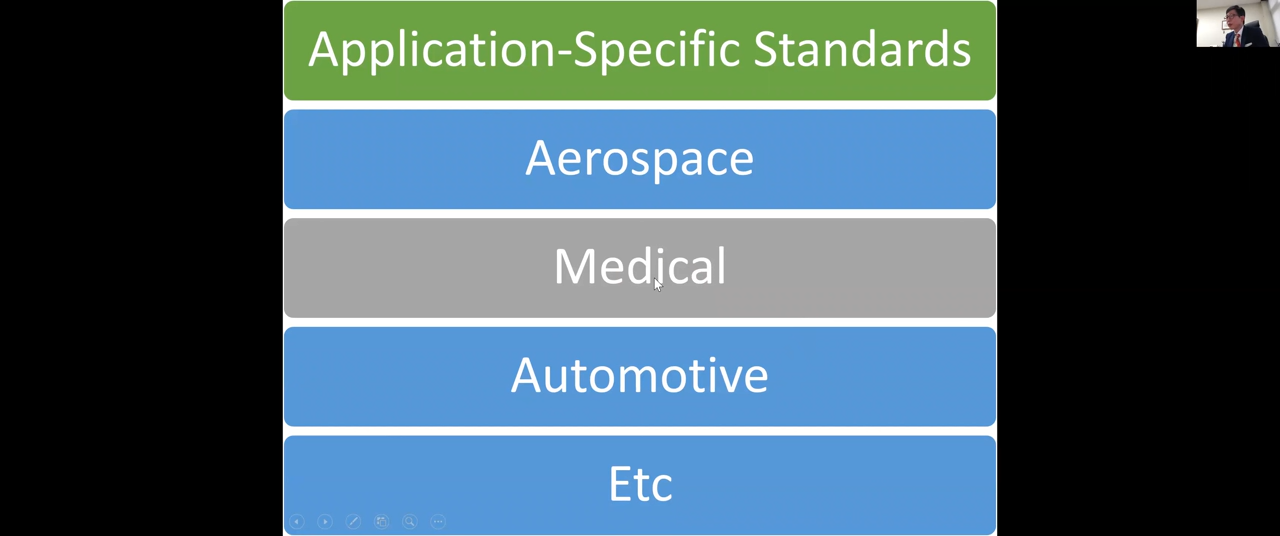 Application-Specific Standards
Aerospace
Medical
Automotive
Etc